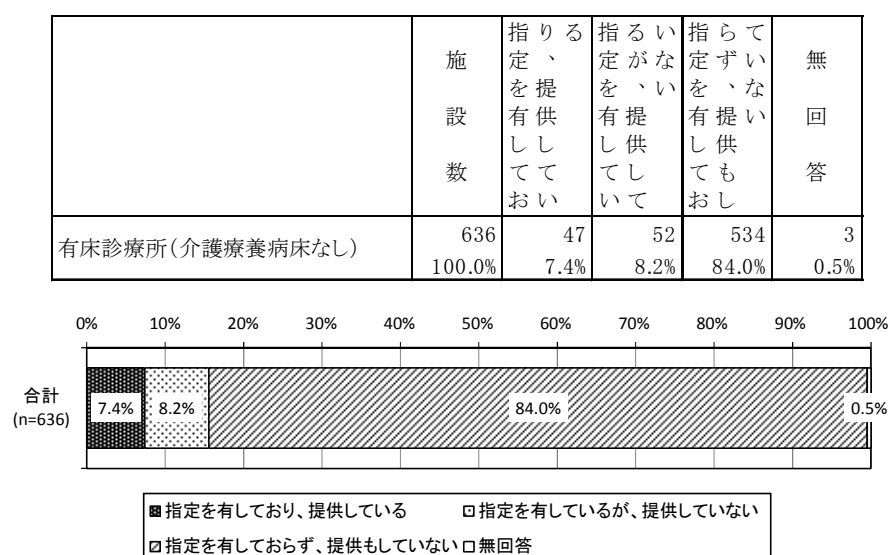 施設数
指定を有しており、提供している
指定を有しているが、提供していない
指定を有しておらず、提供もしていない
無回答
有床診療所(介護療養病床なし)
636 47 52 534 3
100.0% 7.4% 8.2% 84.0% 0.5%
0% 10% 20% 30% 40% 50% 60% 70% 80% 90% 100%
合計
(n=636)
7.4% 8.2% 84.0% 0.5%
指定を有しており、提供している 指定を有しているが、提供していない
指定を有しておらず、提供もしていない 無回答